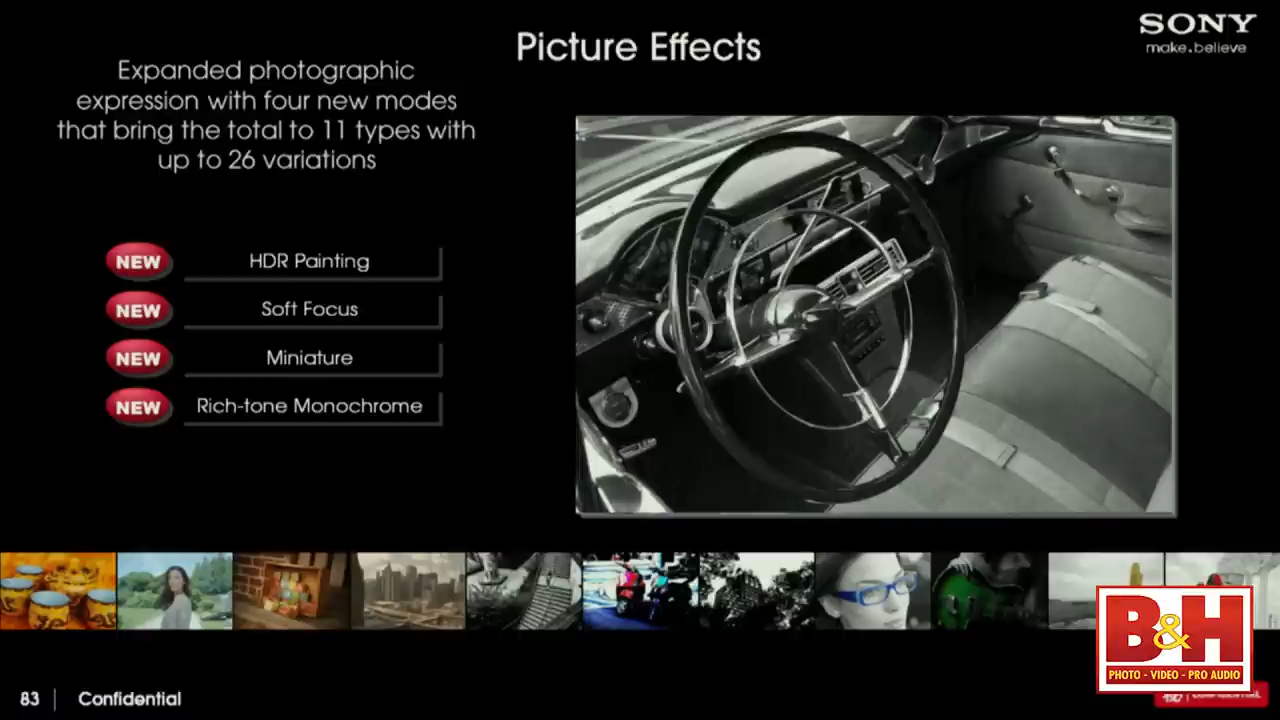 Picture Effects
SONY
make.believe
Expanded photographic
expression with four new modes
that bring the total to 11 types with
up to 26 variations
NEW HDR Painting
NEW Soft Focus
NEW Miniature
NEW Rich-tone Monochrome
B&H
PHOTO - VIDEO - PRO AUDIO
83 Confidential